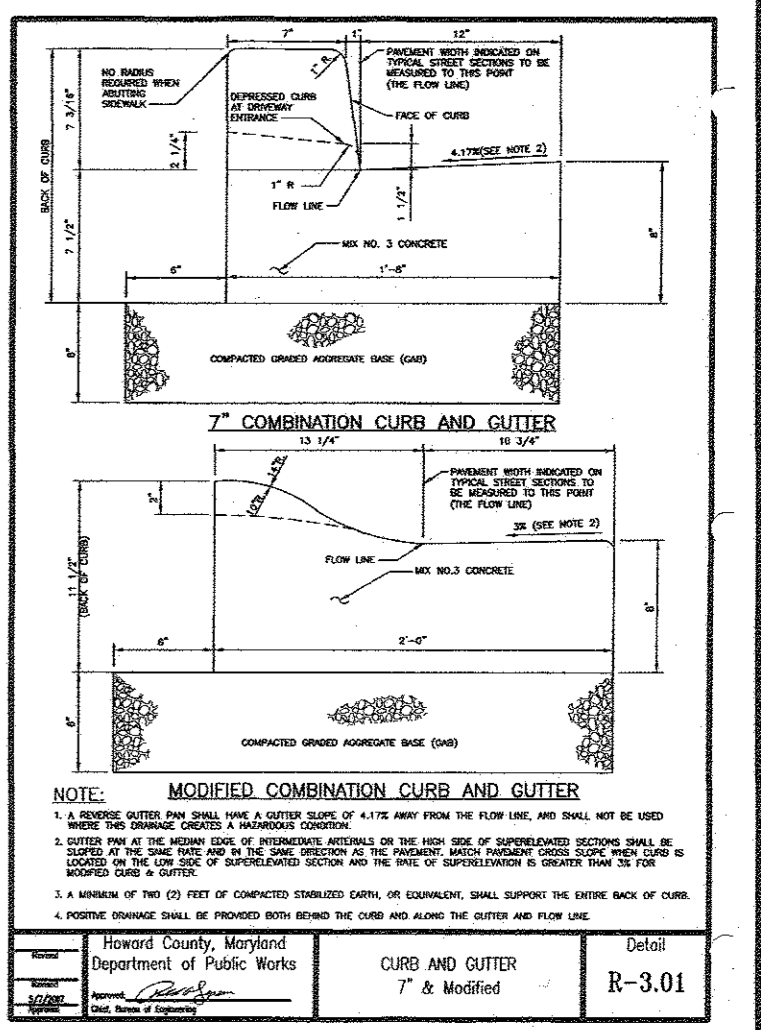 7"
1"
12"
NO RADIUS
REQUIRED WHEN
ABUTTING
SIDEWALK
1" R
PAVEMENT WIDTH INDICATED ON
TYPICAL STREET SECTIONS TO BE
MEASURED TO THIS POINT
(THE FLOW LINE)
DEPRESSED CURB
AT DRIVEWAY
ENTRANCE
FACE OF CURB
BACK OF CURB
7 3/16"
2 1/4"
4.17%(SEE NOTE 2)
1" R
FLOW LINE
1 1/2"
7 1/2"
8"
MIX NO. 3 CONCRETE
6"
1'-8"
6"
COMPACTED GRADED AGGREGATE BASE (GAB)
7" COMBINATION CURB AND GUTTER
13 1/4"
10 3/4"
14"R.
10"R.
2"
PAVEMENT WIDTH INDICATED ON
TYPICAL STREET SECTIONS TO
BE MEASURED TO THIS POINT
(THE FLOW LINE)
3% (SEE NOTE 2)
FLOW LINE
11 1/2"
(BACK OF CURB)
MIX NO.3 CONCRETE
8"
6"
2'-0"
6"
COMPACTED GRADED AGGREGATE BASE (GAB)
MODIFIED COMBINATION CURB AND GUTTER
NOTE:
1. A REVERSE GUTTER PAN SHALL HAVE A GUTTER SLOPE OF 4.17% AWAY FROM THE FLOW-LINE, AND SHALL NOT BE USED
WHERE THIS DRAINAGE CREATES A HAZARDOUS CONDITION.
2. GUTTER PAN AT THE MEDIAN EDGE OF INTERMEDIATE ARTERIALS OR THE HIGH SIDE OF SUPERELEVATED SECTIONS SHALL BE
SLOPED AT THE SAME RATE AND IN THE SAME DIRECTION AS THE PAVEMENT. MATCH PAVEMENT CROSS SLOPE WHEN CURB IS
LOCATED ON THE LOW SIDE OF SUPERELEVATED SECTION AND THE RATE OF SUPERELEVATION IS GREATER THAN 3% FOR
MODIFIED CURB & GUTTER.
3. A MINIMUM OF TWO (2) FEET OF COMPACTED STABILIZED EARTH, OR EQUIVALENT, SHALL SUPPORT THE ENTIRE BACK OF CURB.
4. POSITIVE DRAINAGE SHALL BE PROVIDED BOTH BEHIND THE CURB AND ALONG THE GUTTER AND FLOW LINE.
Revised
Revised
5/7/2007
Approved
Howard County, Maryland
Department of Public Works
Approved:
Chief, Bureau of Engineering
CURB AND GUTTER
7" & Modified
Detail
R-3.01